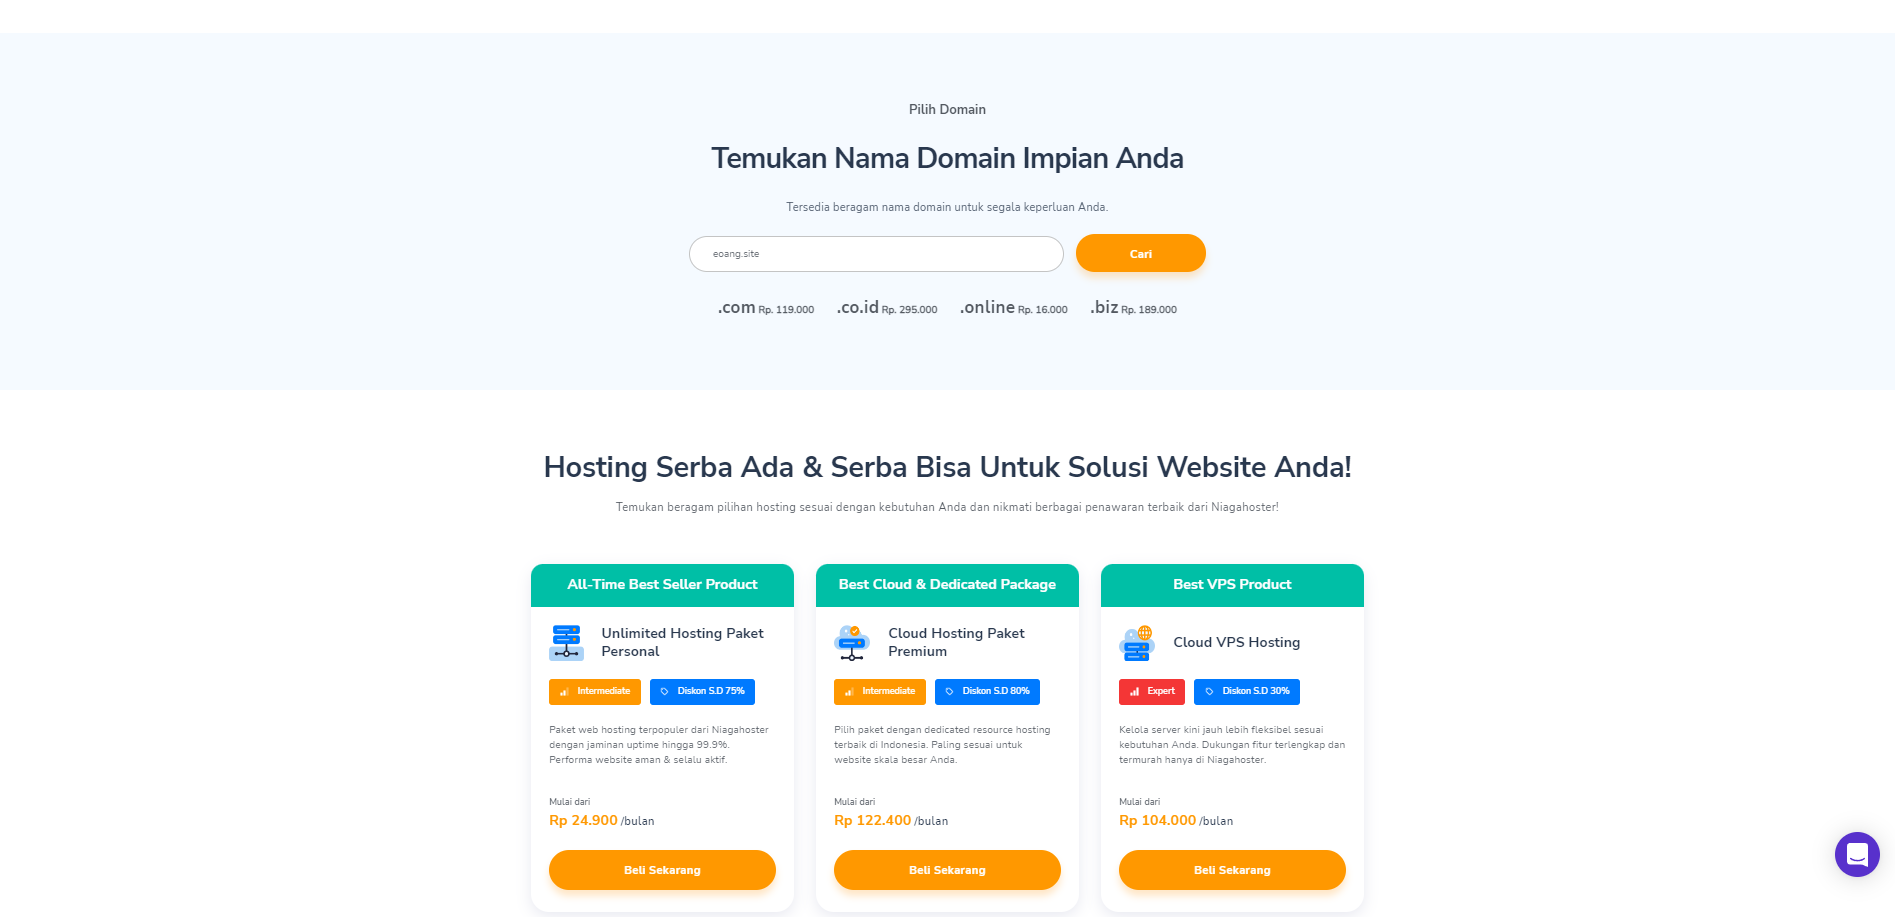 Pilih Domain
Temukan Nama Domain Impian Anda
Tersedia beragam nama domain untuk segala keperluan Anda.
eoang.site
Cari
.com Rp. 119.000 .co.id Rp. 295.000 .online Rp. 16.000 .biz Rp. 189.000
Hosting Serba Ada & Serba Bisa Untuk Solusi Website Anda!
Temukan beragam pilihan hosting sesuai dengan kebutuhan Anda dan nikmati berbagai penawaran terbaik dari Niagahoster!
All-Time Best Seller Product
Unlimited Hosting Paket
Personal
Intermediate
Diskon S.D 75%
Paket web hosting terpopuler dari Niagahoster
dengan jaminan uptime hingga 99.9%.
Performa website aman & selalu aktif.
Mulai dari
Rp 24.900 /bulan
Beli Sekarang
Best Cloud & Dedicated Package
Cloud Hosting Paket
Premium
Intermediate
Diskon S.D 80%
Pilih paket dengan dedicated resource hosting
terbaik di Indonesia. Paling sesuai untuk
website skala besar Anda.
Mulai dari
Rp 122.400 /bulan
Beli Sekarang
Best VPS Product
Cloud VPS Hosting
Expert
Diskon S.D 30%
Kelola server kini jauh lebih fleksibel sesuai
kebutuhan Anda. Dukungan fitur terlengkap dan
termurah hanya di Niagahoster.
Mulai dari
Rp 104.000 /bulan
Beli Sekarang